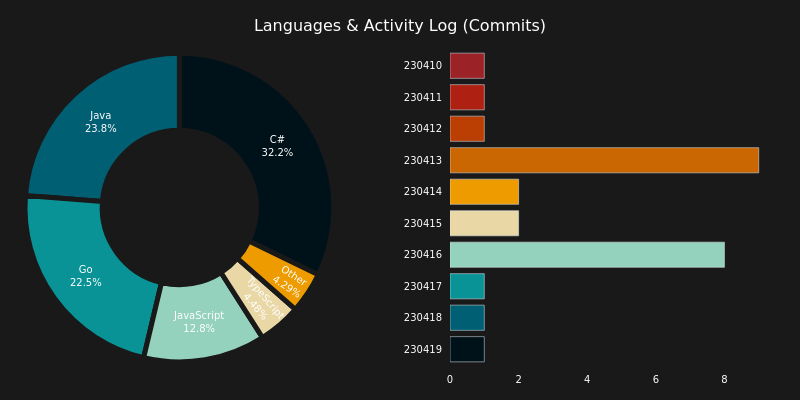 Languages & Activity Log (Commits)
C#
32.2%
Java
23.8%
Go
22.5%
JavaScript
12.8%
TypeScript
4.48%
Other
4.29%
230410
230411
230412
230413
230414
230415
230416
230417
230418
230419
0 2 4 6 8